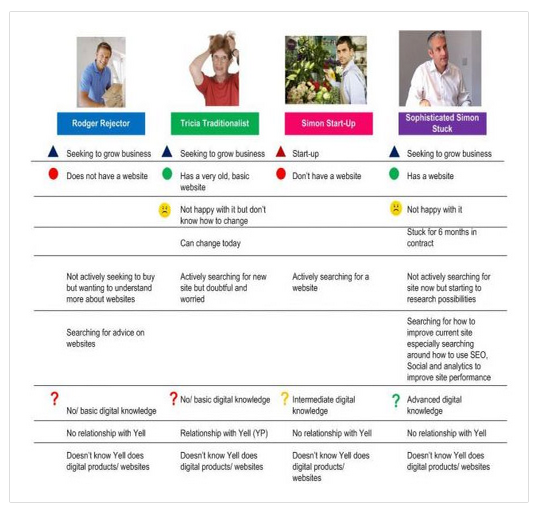 Rodger Rejector
Tricia Traditionalist
Simon Start-Up
Sophisticated Simon
Stuck
Seeking to grow business
Seeking to grow business
Start-up
Seeking to grow business
Does not have a website
Has a very old, basic
website
Don't have a website
Has a website
Not happy with it but don't
know how to change
Not happy with it
Can change today
Stuck for 6 months in
contract
Not actively seeking to buy
but wanting to understand
more about websites
Actively searching for new
site but doubtful and
worried
Actively searching for a
website
Not actively searching for
site now but starting to
research possibilities
Searching for advice on
websites
Searching for how to
improve current site
especially searching
around how to use SEO,
Social and analytics to
improve site performance
?
No/ basic digital knowledge
?
No/ basic digital knowledge
?
Intermediate digital
knowledge
?
Advanced digital
knowledge
No relationship with Yell
Relationship with Yell (YP)
No relationship with Yell
No relationship with Yell
Doesn't know Yell does
digital products/ websites
Doesn't know Yell does
digital products/ websites
Doesn't know Yell does
digital products/
websites
Doesn't know Yell does
digital products/ websites